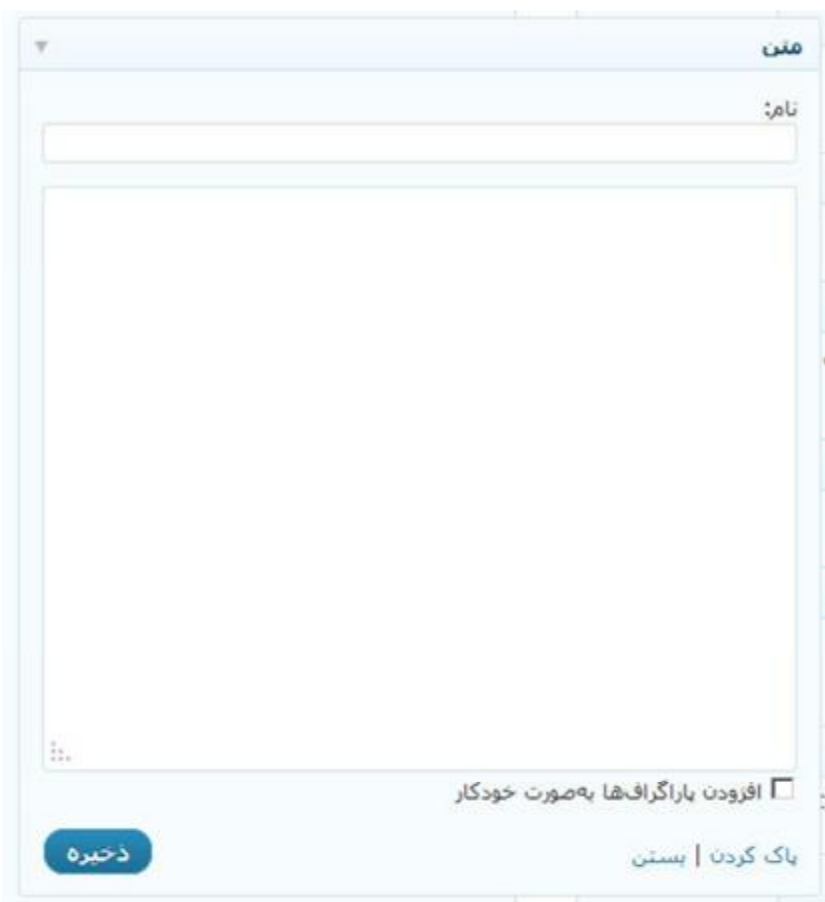 متن
نام:
افزودن پاراگراف‌ها به‌صورت خودکار
پاک کردن | بستن
ذخیره